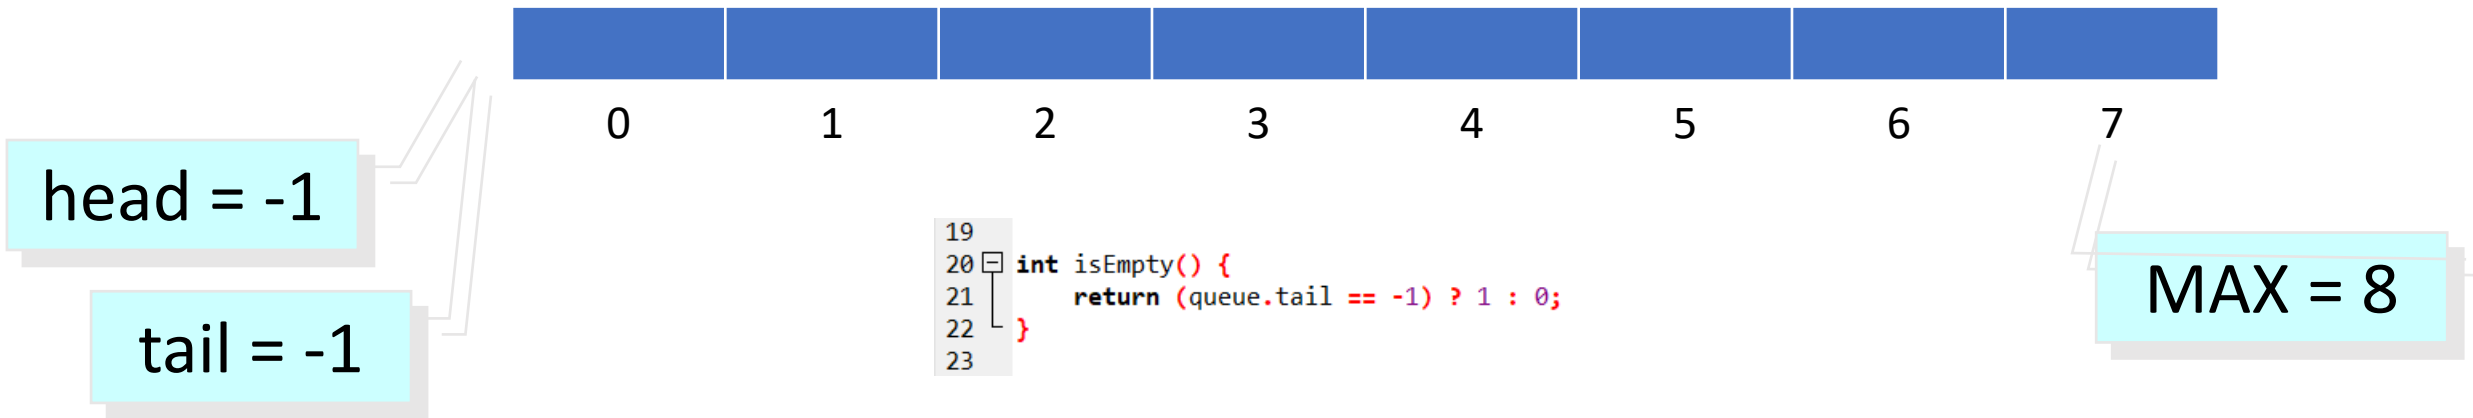 0 1 2 3 4 5 6 7
head = -1
tail = -1
MAX = 8
19
20 int isEmpty() {
21 return (queue.tail == -1) ? 1 : 0;
22 }
23